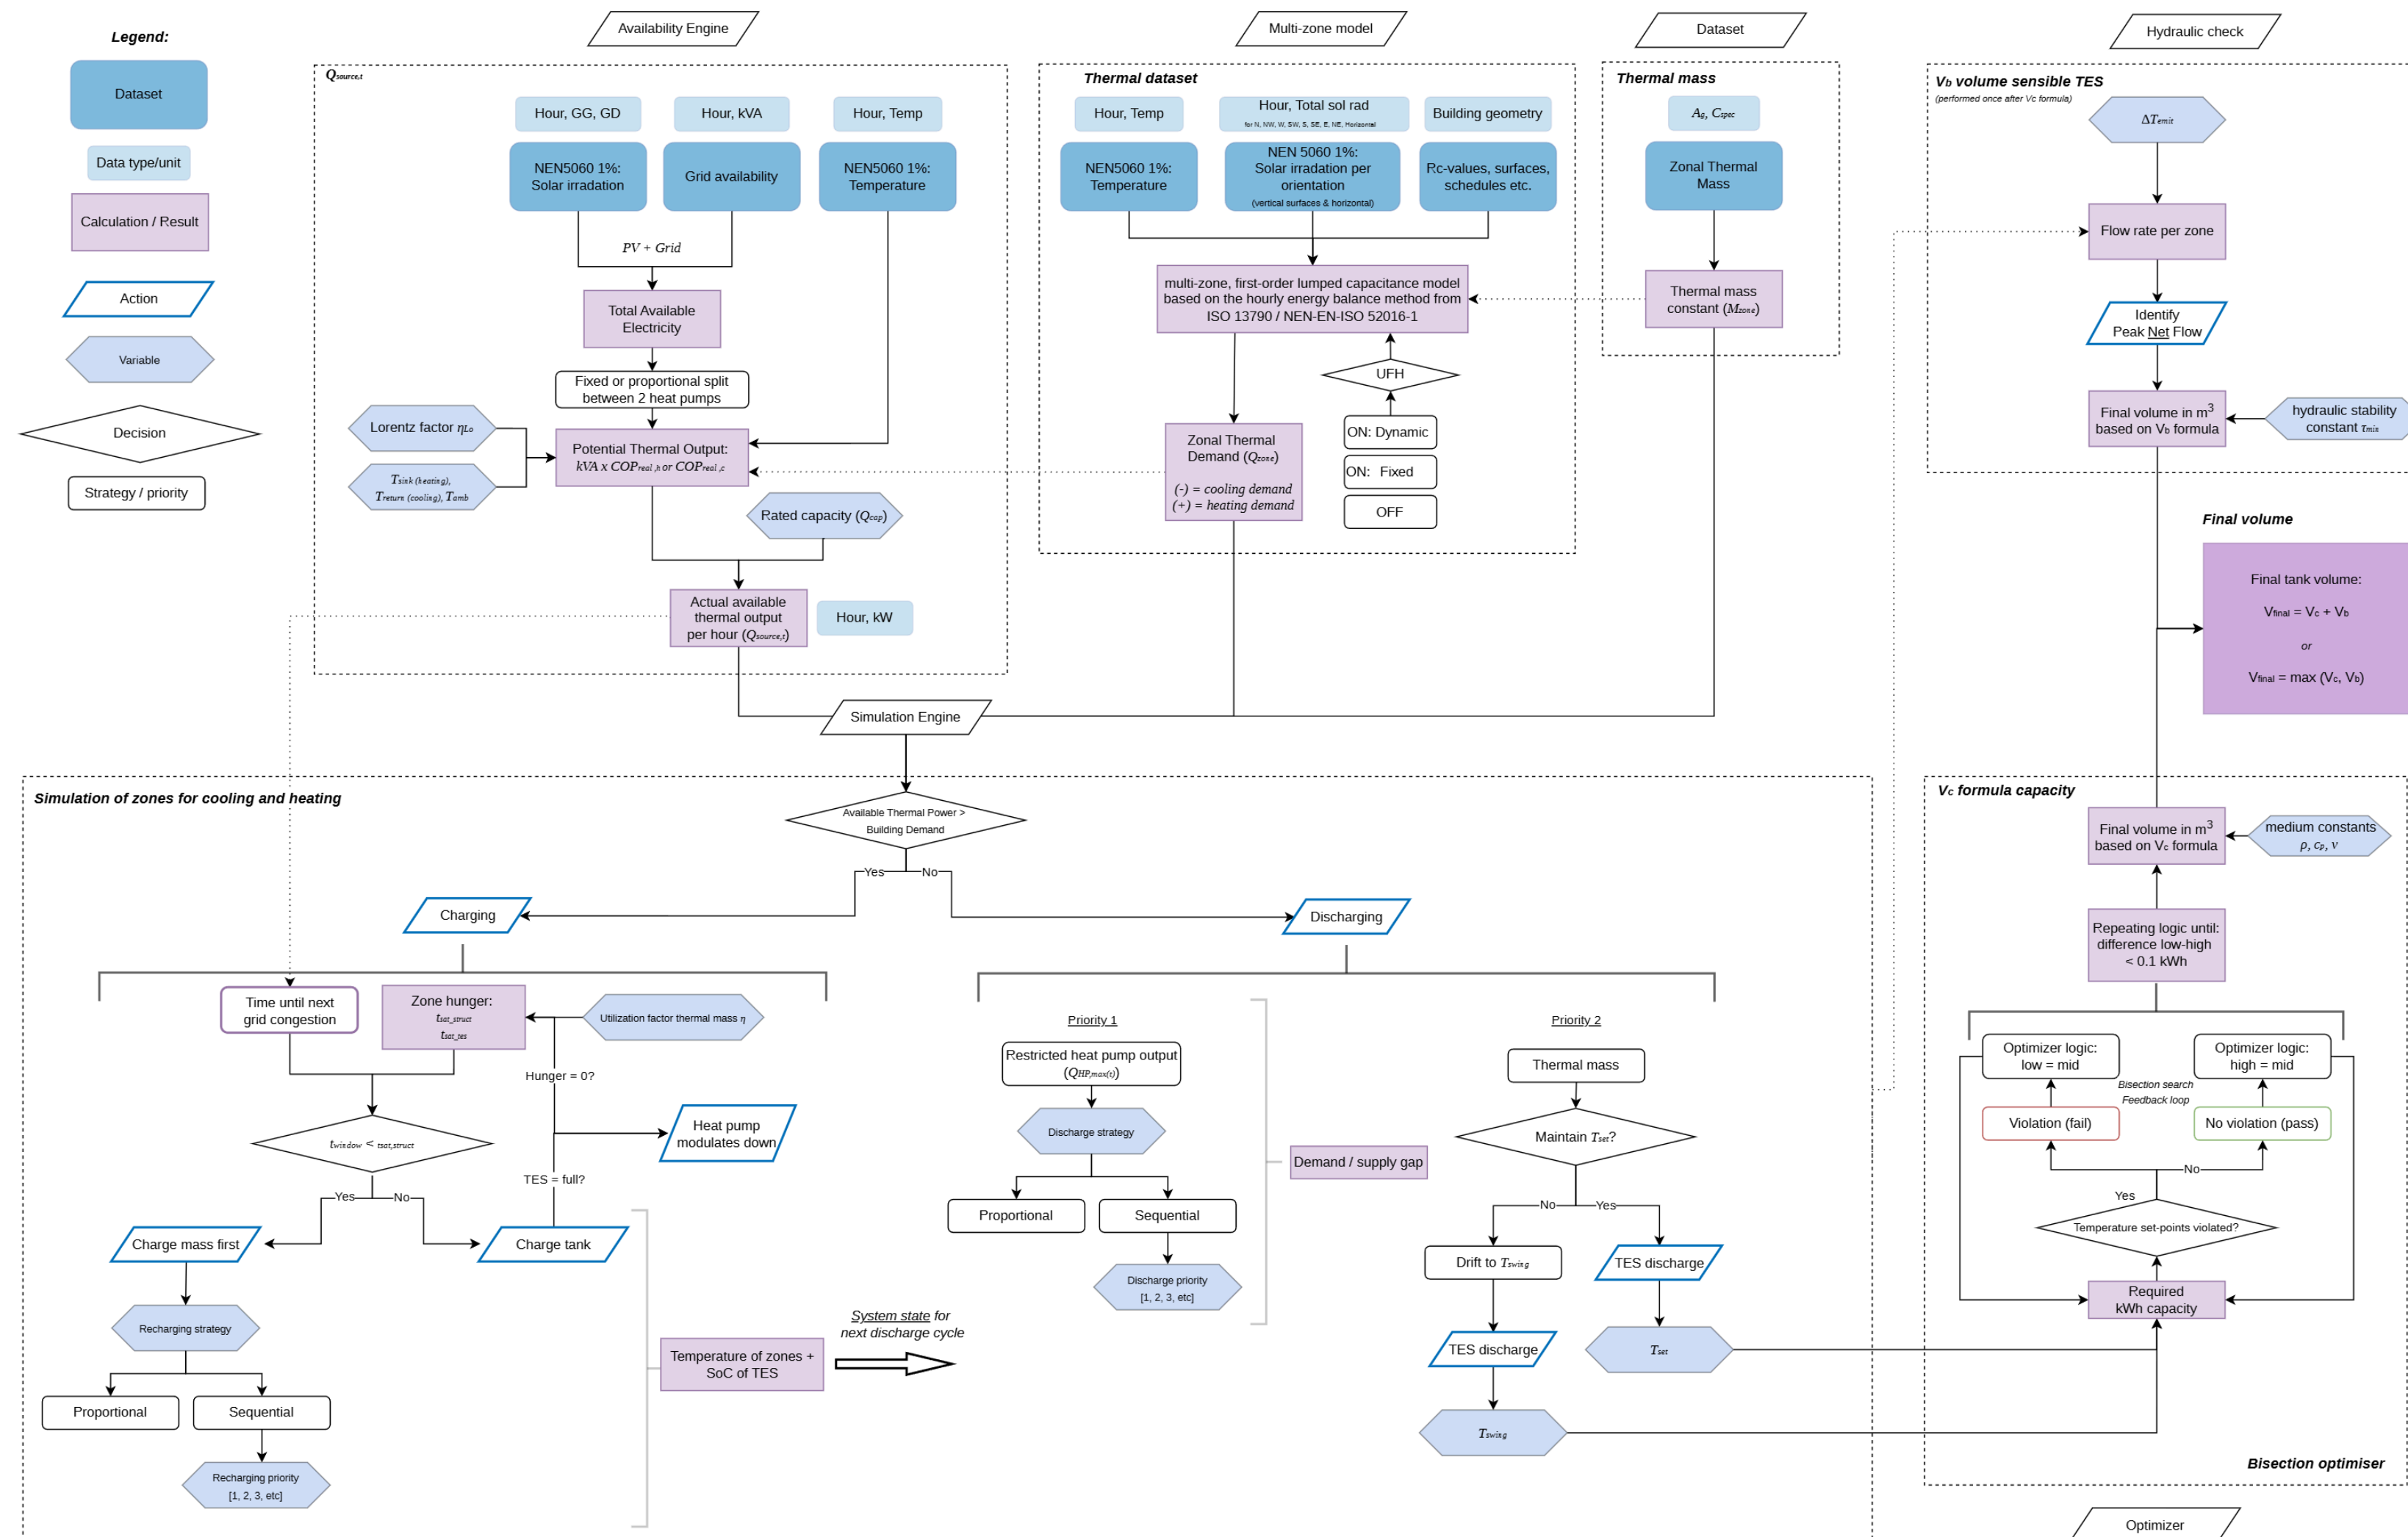 Legend:
Dataset
Data type/unit
Calculation / Result
Action
Variable
Decision
Strategy / priority
Availability Engine
Qsource,t
Hour, GG, GD
Hour, kVA
Hour, Temp
NEN5060 1%:
Solar irradation
Grid availability
NEN5060 1%:
Temperature
PV + Grid
Total Available
Electricity
Fixed or proportional split
between 2 heat pumps
Lorentz factor ηLo
Tsink (heating),
Treturn (cooling), Tamb
Potential Thermal Output:
kVA x COPreal ,h or COPreal ,c
Rated capacity (Qcap)
Actual available
thermal output
per hour (Qsource,t)
Hour, kW
Multi-zone model
Thermal dataset
Hour, Temp
Hour, Total sol rad
for N, NW, W, SW, S, SE, E, NE, Horizontal
Building geometry
NEN5060 1%:
Temperature
NEN 5060 1%:
Solar irradation per
orientation
(vertical surfaces & horizontal)
Rc-values, surfaces,
schedules etc.
multi-zone, first-order lumped capacitance model
based on the hourly energy balance method from
ISO 13790 / NEN-EN-ISO 52016-1
UFH
ON: Dynamic
ON: Fixed
OFF
Zonal Thermal
Demand (Qzone)
(-) = cooling demand
(+) = heating demand
Dataset
Thermal mass
Ag, Cspec
Zonal Thermal
Mass
Thermal mass
constant (Mzone)
Hydraulic check
Vb volume sensible TES
(performed once after Vc formula)
ΔTemit
Flow rate per zone
Identify
Peak Net Flow
Final volume in m3
based on Vb formula
hydraulic stability
constant τmin
Final volume
Final tank volume:
Vfinal = Vc + Vb
or
Vfinal = max (Vc, Vb)
Simulation Engine
Simulation of zones for cooling and heating
Available Thermal Power >
Building Demand
Yes
No
Charging
Discharging
Time until next
grid congestion
Zone hunger:
tsat_struct
tsat_tes
Utilization factor thermal mass η
Hunger = 0?
Heat pump
modulates down
TES = full?
twindow < tsat,struct
Yes
No
Charge mass first
Charge tank
Recharging strategy
Proportional
Sequential
Recharging priority
[1, 2, 3, etc]
Temperature of zones +
SoC of TES
System state for
next discharge cycle
Priority 1
Restricted heat pump output
(QHP,max(t))
Discharge strategy
Proportional
Sequential
Discharge priority
[1, 2, 3, etc]
Demand / supply gap
Priority 2
Thermal mass
Maintain Tset?
No
Yes
Drift to Tswing
TES discharge
TES discharge
Tset
Tswing
Vc formula capacity
Final volume in m3
based on Vc formula
medium constants
ρ, cp, v
Repeating logic until:
difference low-high
< 0.1 kWh
Optimizer logic:
low = mid
Optimizer logic:
high = mid
Bisection search
Feedback loop
Violation (fail)
No violation (pass)
No
Yes
Temperature set-points violated?
Required
kWh capacity
Bisection optimiser
Optimizer